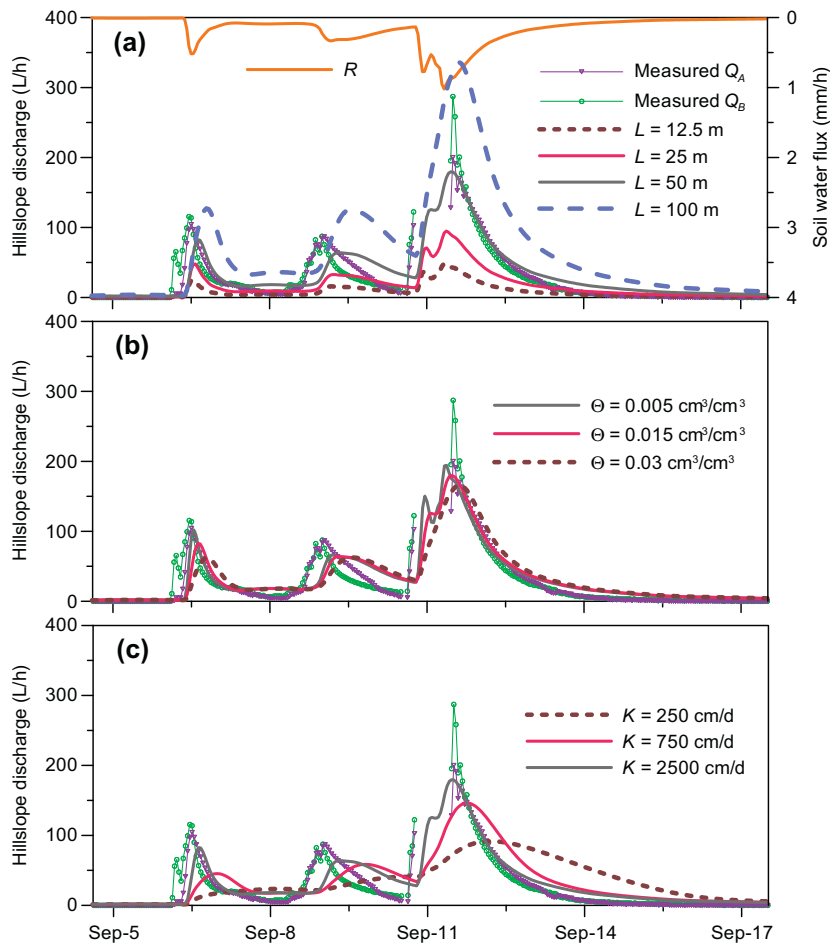 (a)
Hillslope discharge (L/h)
400
300
200
100
0
Soil water flux (mm/h)
0
1
2
3
4
R
Measured Q_A
Measured Q_B
L = 12.5 m
L = 25 m
L = 50 m
L = 100 m
(b)
Hillslope discharge (L/h)
400
300
200
100
0
Θ = 0.005 cm³/cm³
Θ = 0.015 cm³/cm³
Θ = 0.03 cm³/cm³
(c)
Hillslope discharge (L/h)
400
300
200
100
0
K = 250 cm/d
K = 750 cm/d
K = 2500 cm/d
Sep-5 Sep-8 Sep-11 Sep-14 Sep-17